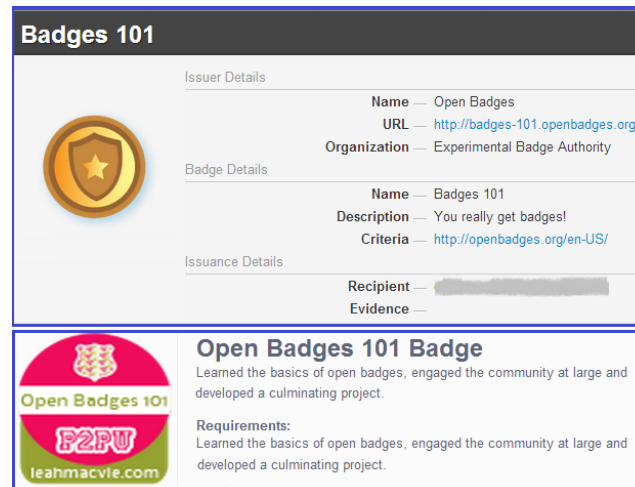 Badges 101
Issuer Details
Name — Open Badges
URL — http://badges-101.openbadges.org
Organization — Experimental Badge Authority
Badge Details
Name — Badges 101
Description — You really get badges!
Criteria — http://openbadges.org/en-US/
Issuance Details
Recipient —
Evidence —
Open Badges 101
P2PU
leahmacvie.com
Open Badges 101 Badge
Learned the basics of open badges, engaged the community at large and
developed a culminating project.
Requirements:
Learned the basics of open badges, engaged the community at large and
developed a culminating project.